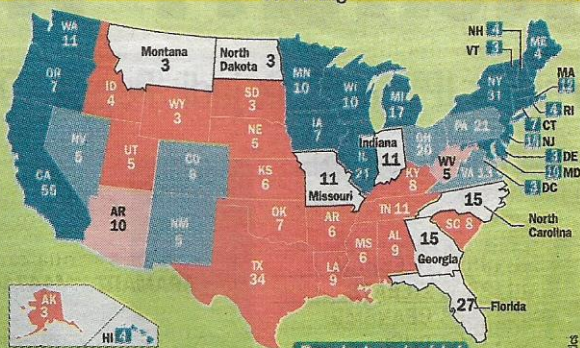 WA
11
OR
7
CA
55
NV
5
ID
4
Montana
3
North
Dakota 3
WY
3
UT
5
AR
10
CO
9
NM
5
SD
3
NE
5
KS
6
OK
7
TX
34
MN
10
IA
7
11
Missouri
AR
6
LA
9
WI
10
IL
21
MI
17
Indiana
11
OH
20
KY
8
TN 11
MS
6
AL
9
15
Georgia
27
Florida
SC 8
15
North
Carolina
WV
5
VA 13
PA 21
NY
31
ME
4
NH 4
VT 3
MA
12
4 RI
7 CT
NJ
3 DE
10 MD
3 DC
AK
3
HI 4